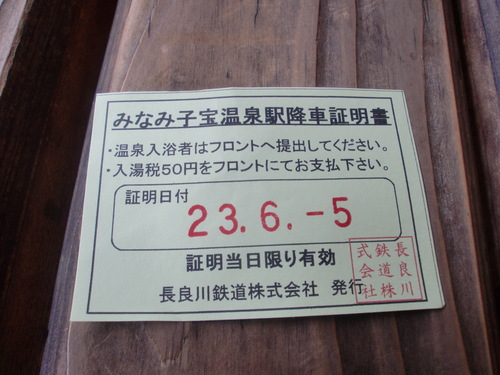 みなみ子宝温泉駅降車証明書
・温泉入浴者はフロントへ提出してください。
・入湯税50円をフロントにてお支払下さい。
証明日付
23.6.-5
証明当日限り有効
長良川鉄道株式会社 発行
長良川
鉄道株
式会社